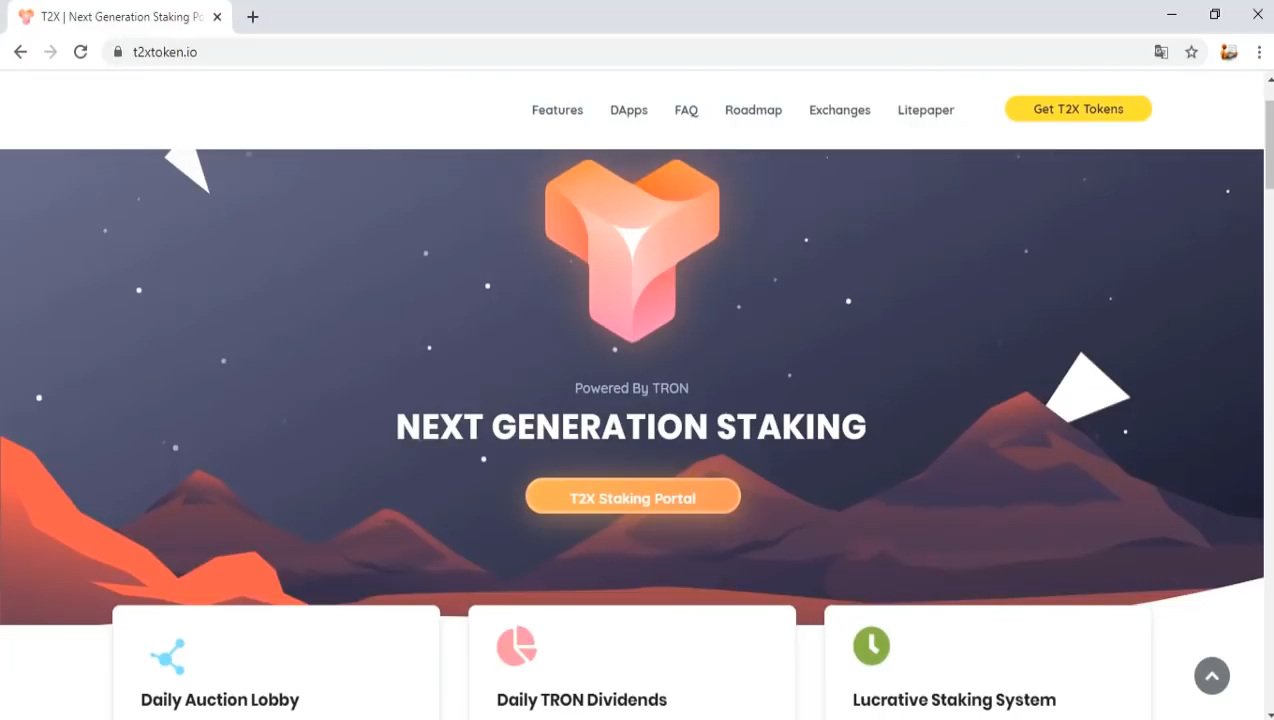 T2X | Next Generation Staking Po
t2xtoken.io
Features DApps FAQ Roadmap Exchanges Litepaper Get T2X Tokens
Powered By TRON
NEXT GENERATION STAKING
T2X Staking Portal
Daily Auction Lobby Daily TRON Dividends Lucrative Staking System